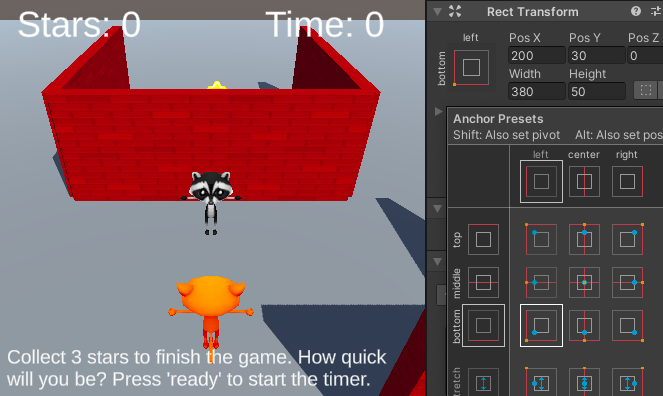 Stars: 0
Time: 0
Collect 3 stars to finish the game. How quick
will you be? Press 'ready' to start the timer.
Rect Transform
left
Pos X
Pos Y
Pos Z
bottom
200
30
0
Width
Height
380
50
Anchor Presets
Shift: Also set pivot
Alt: Also set pos
left
center
right
top
middle
bottom
stretch